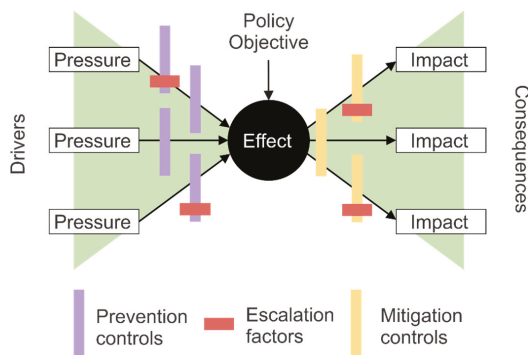 Policy
Objective
Drivers
Pressure
Pressure
Pressure
Effect
Impact
Impact
Impact
Consequences
Prevention
controls
Escalation
factors
Mitigation
controls